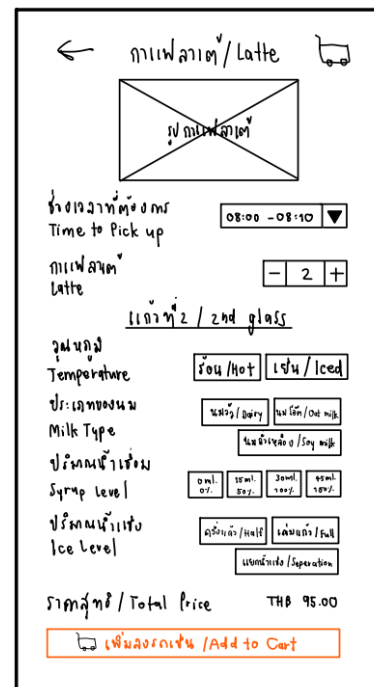 กาแฟลาเต้ / Latte
รูปกาแฟลาเต้
ช่วงเวลาที่ต้องการ
Time to Pick up
08:00 - 08:10
กาแฟลาเต้
Latte
- 2 +
แก้วที่ 2 / 2nd glass
อุณหภูมิ
Temperature
ร้อน /Hot
เย็น / Iced
ประเภทของนม
Milk Type
นมวัว / Dairy
นมโอ๊ต / Oat milk
นมถั่วเหลือง / Soy milk
ปริมาณน้ำเชื่อม
Syrup Level
0 ml. 15 ml. 30 ml. 45 ml.
0%. 50%. 100%. 150%.
ปริมาณน้ำแข็ง
Ice Level
ครึ่งแก้ว / Half
เต็มแก้ว / Full
แยกน้ำแข็ง / Seperation
ราคาสุทธิ / Total Price
THB 95.00
เพิ่มลงรถเข็น /Add to Cart